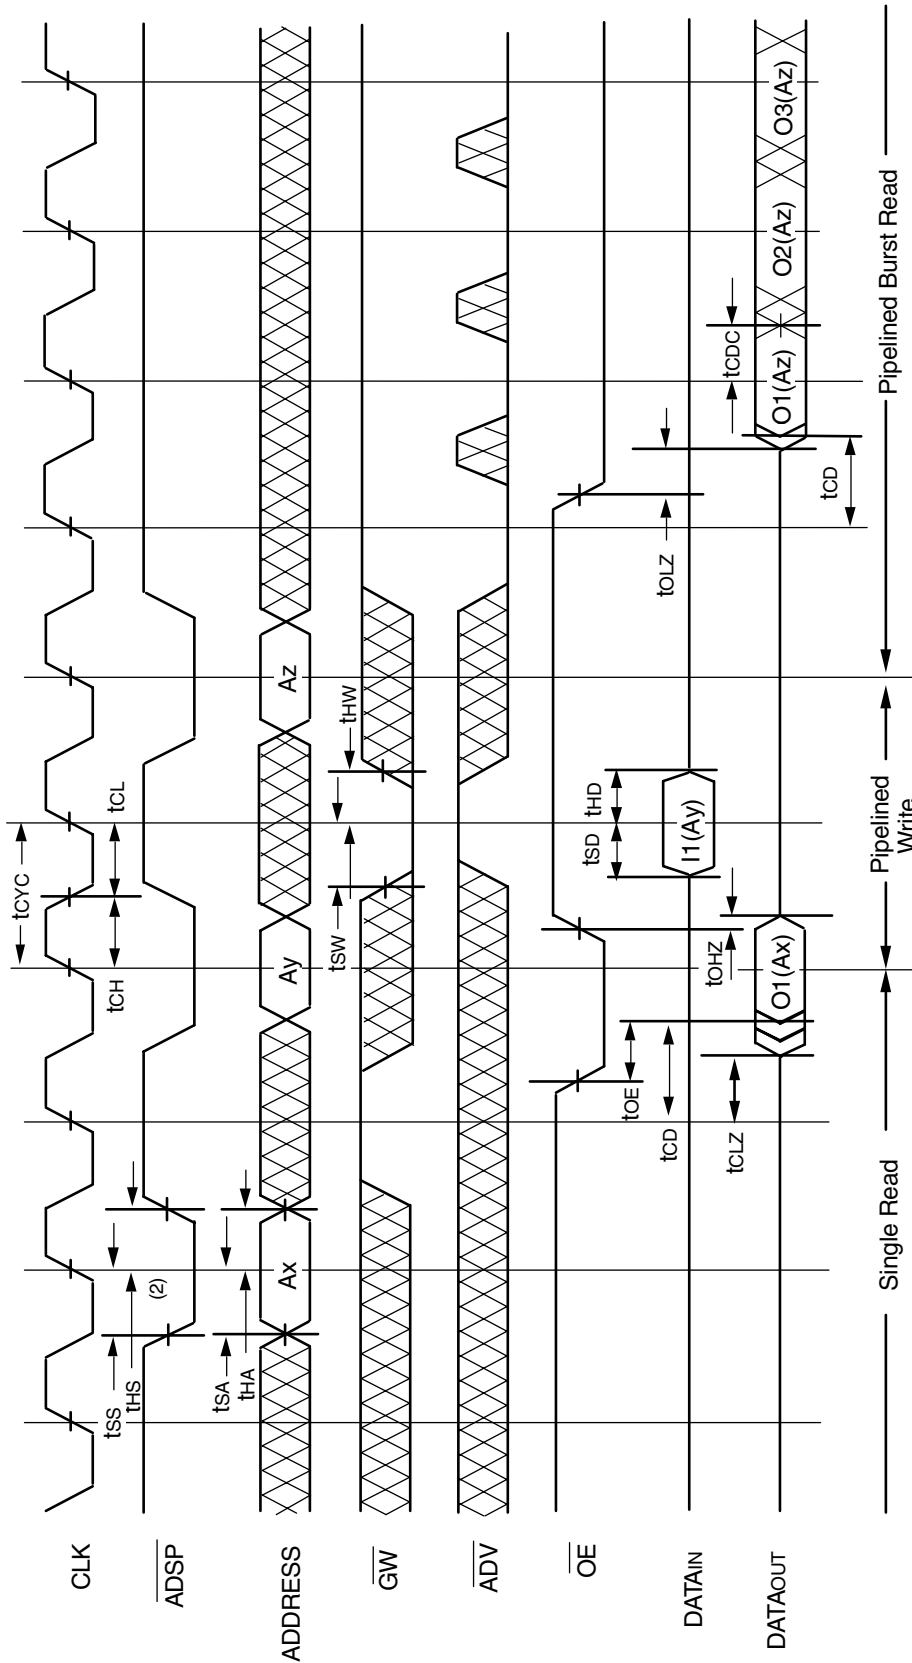 tCYC
tCH
tCL
CLK
tSS
tHS
(2)
ADSP
tSA
tHA
ADDRESS
Ax
Ay
Az
tSW
tHW
GW
ADV
OE
tOE
tOHZ
tOLZ
tSD
tHD
DATAIN
I1(Ay)
tCD
tCLZ
tCD
tCDC
DATAOUT
O1(Ax)
O1(Az)
O2(Az)
O3(Az)
Single Read
Pipelined
Write
Pipelined Burst Read